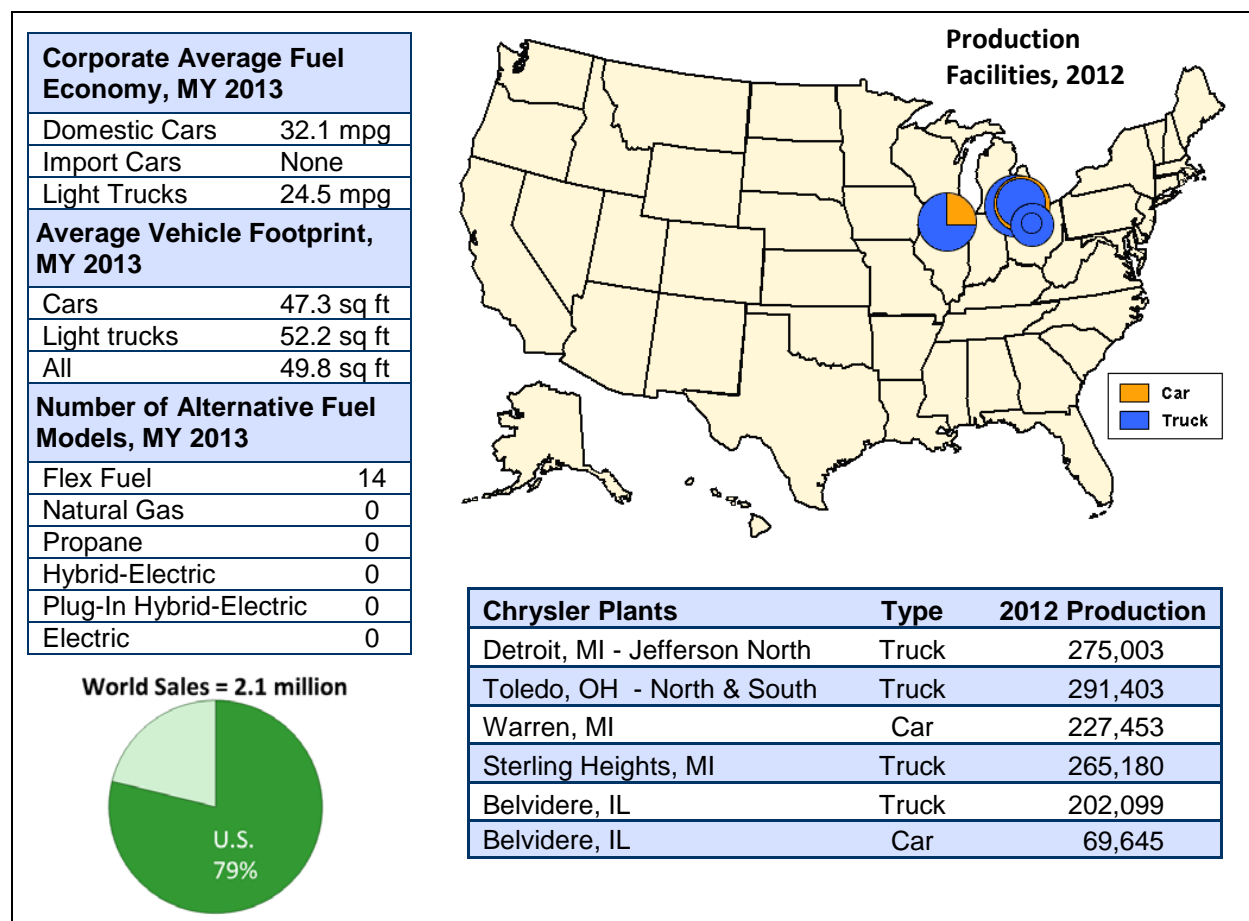 Corporate Average Fuel
Economy, MY 2013
Domestic Cars 32.1 mpg
Import Cars None
Light Trucks 24.5 mpg
Average Vehicle Footprint,
MY 2013
Cars 47.3 sq ft
Light trucks 52.2 sq ft
All 49.8 sq ft
Number of Alternative Fuel
Models, MY 2013
Flex Fuel 14
Natural Gas 0
Propane 0
Hybrid-Electric 0
Plug-In Hybrid-Electric 0
Electric 0
World Sales = 2.1 million
U.S.
79%
Production
Facilities, 2012
Car
Truck
Chrysler Plants Type 2012 Production
Detroit, MI - Jefferson North Truck 275,003
Toledo, OH - North & South Truck 291,403
Warren, MI Car 227,453
Sterling Heights, MI Truck 265,180
Belvidere, IL Truck 202,099
Belvidere, IL Car 69,645